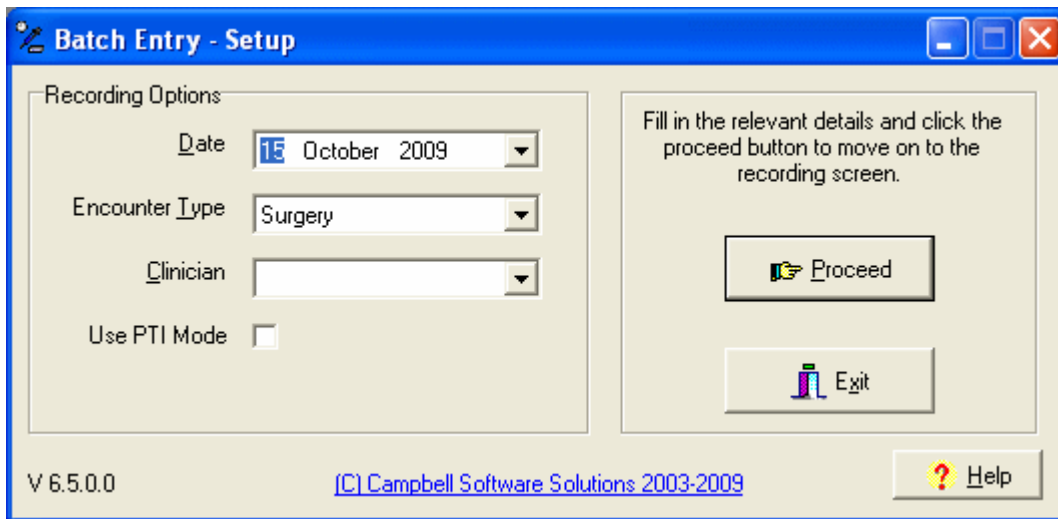 Batch Entry - Setup
Recording Options
Date
15 October 2009
Encounter Type
Surgery
Clinician
Use PTI Mode
Fill in the relevant details and click the
proceed button to move on to the
recording screen.
Proceed
Exit
V 6.5.0.0
(C) Campbell Software Solutions 2003-2009
? Help